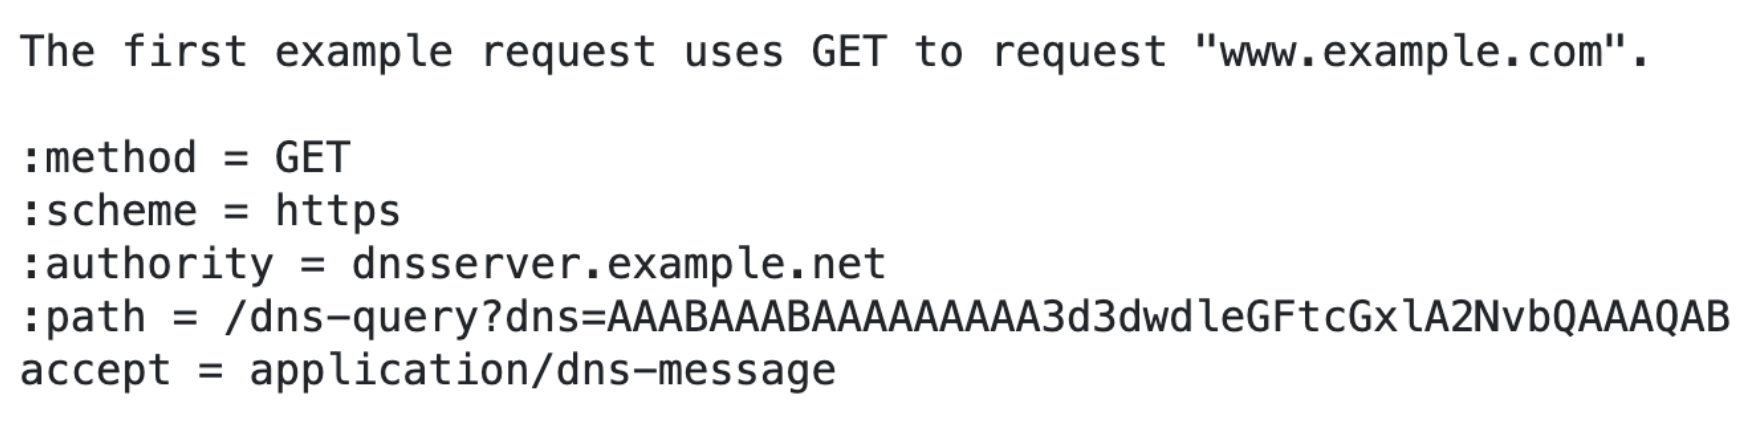 The first example request uses GET to request "www.example.com".
:method = GET
:scheme = https
:authority = dnsserver.example.net
:path = /dns-query?dns=AAABAAABAAAAAAAAA3d3dwdleGFtcGxlA2NvbQAAAQAB
accept = application/dns-message